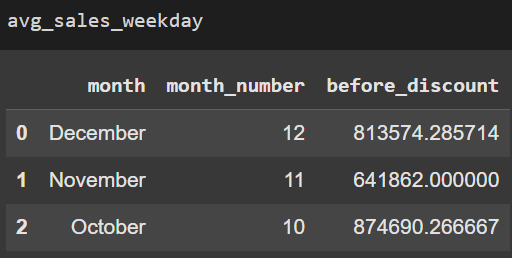 avg_sales_weekday
month month_number before_discount
0 December 12 813574.285714
1 November 11 641862.000000
2 October 10 874690.266667